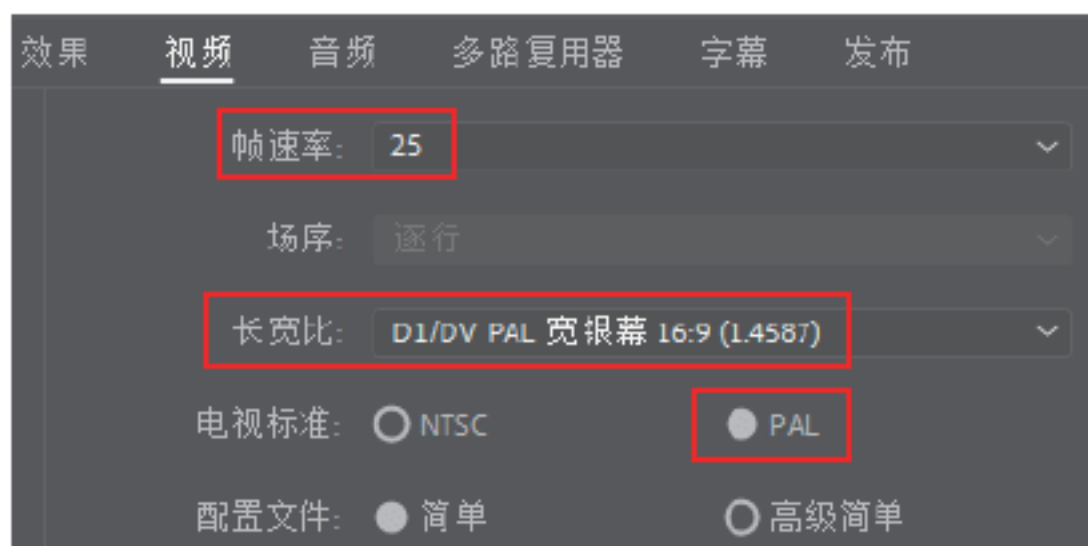 效果 视频 音频 多路复用器 字幕 发布
帧速率: 25
场序: 逐行
长宽比: D1/DV PAL 宽银幕 16:9 (1.4587)
电视标准: NTSC PAL
配置文件: 简单 高级简单